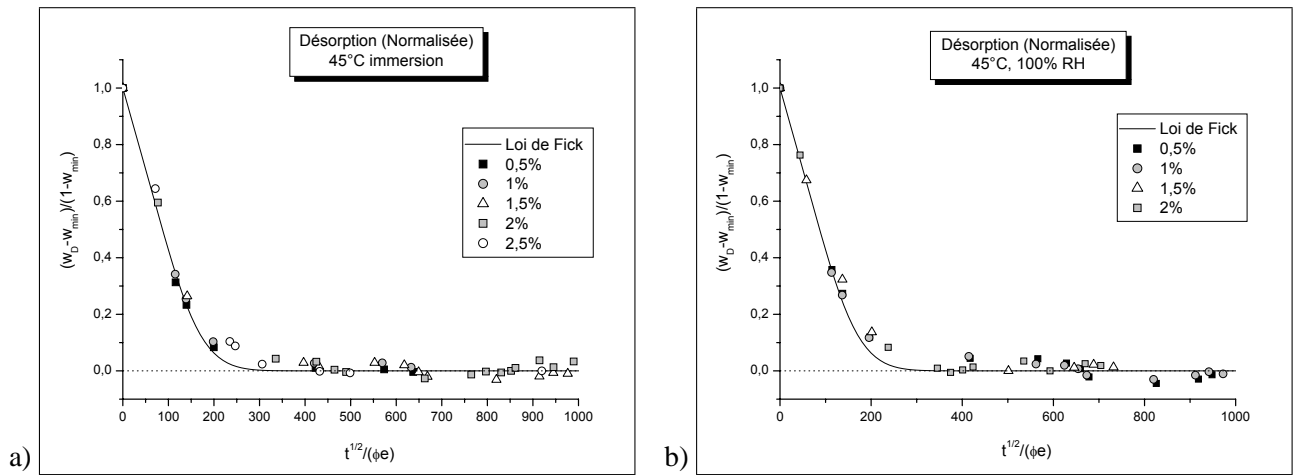 Désorption (Normalisée)
45°C immersion
Loi de Fick
0,5%
1%
1,5%
2%
2,5%
1,0
0,8
0,6
0,4
0,2
0,0
(w_D-w_min)/(1-w_min)
0 100 200 300 400 500 600 700 800 900 1000
t^1/2/(ϕe)
a)
Désorption (Normalisée)
45°C, 100% RH
Loi de Fick
0,5%
1%
1,5%
2%
1,0
0,8
0,6
0,4
0,2
0,0
(w_D-w_min)/(1-w_min)
0 200 400 600 800 1000
t^1/2/(ϕe)
b)